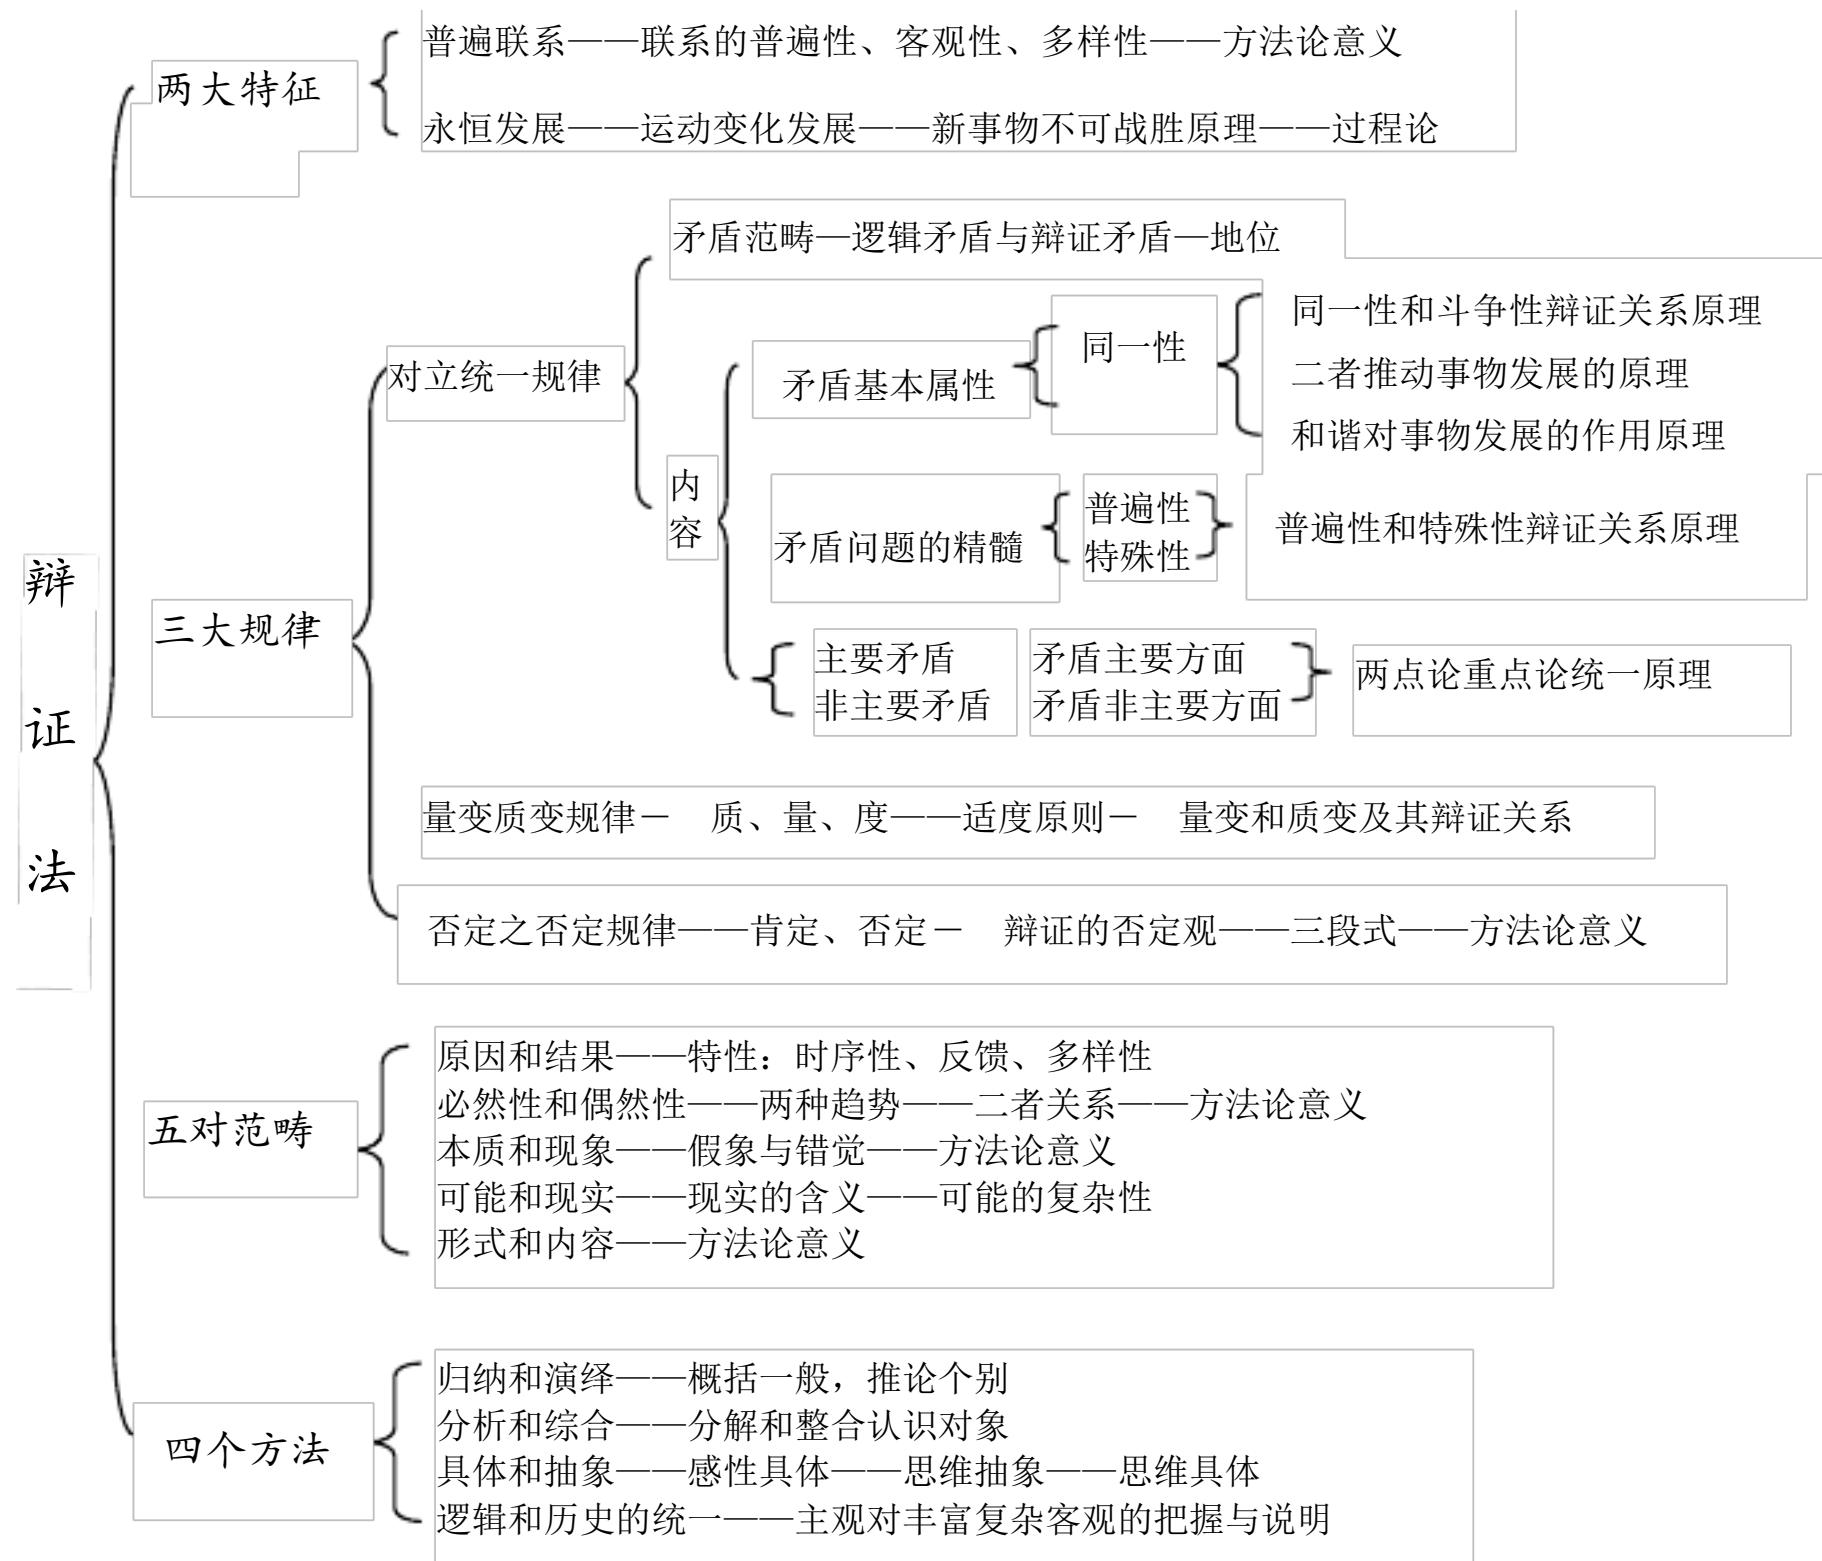 辩证法
两大特征
普遍联系——联系的普遍性、客观性、多样性——方法论意义
永恒发展——运动变化发展——新事物不可战胜原理——过程论
三大规律
对立统一规律
矛盾范畴—逻辑矛盾与辩证矛盾—地位
内容
矛盾基本属性
同一性
同一性和斗争性辩证关系原理
二者推动事物发展的原理
和谐对事物发展的作用原理
矛盾问题的精髓
普遍性
特殊性
普遍性和特殊性辩证关系原理
主要矛盾
非主要矛盾
矛盾主要方面
矛盾非主要方面
两点论重点论统一原理
量变质变规律－　质、量、度——适度原则－　量变和质变及其辩证关系
否定之否定规律——肯定、否定－　辩证的否定观——三段式——方法论意义
五对范畴
原因和结果——特性：时序性、反馈、多样性
必然性和偶然性——两种趋势——二者关系——方法论意义
本质和现象——假象与错觉——方法论意义
可能和现实——现实的含义——可能的复杂性
形式和内容——方法论意义
四个方法
归纳和演绎——概括一般，推论个别
分析和综合——分解和整合认识对象
具体和抽象——感性具体——思维抽象——思维具体
逻辑和历史的统一——主观对丰富复杂客观的把握与说明